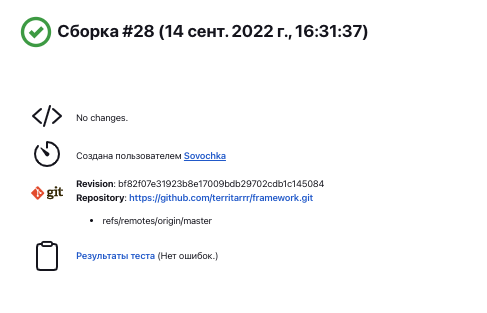 Сборка #28 (14 сент. 2022 г., 16:31:37)
No changes.
Создана пользователем Sovochka
git
Revision: bf82f07e31923b8e17009bdb29702cdb1c145084
Repository: https://github.com/territarrr/framework.git
refs/remotes/origin/master
Результаты теста (Нет ошибок.)